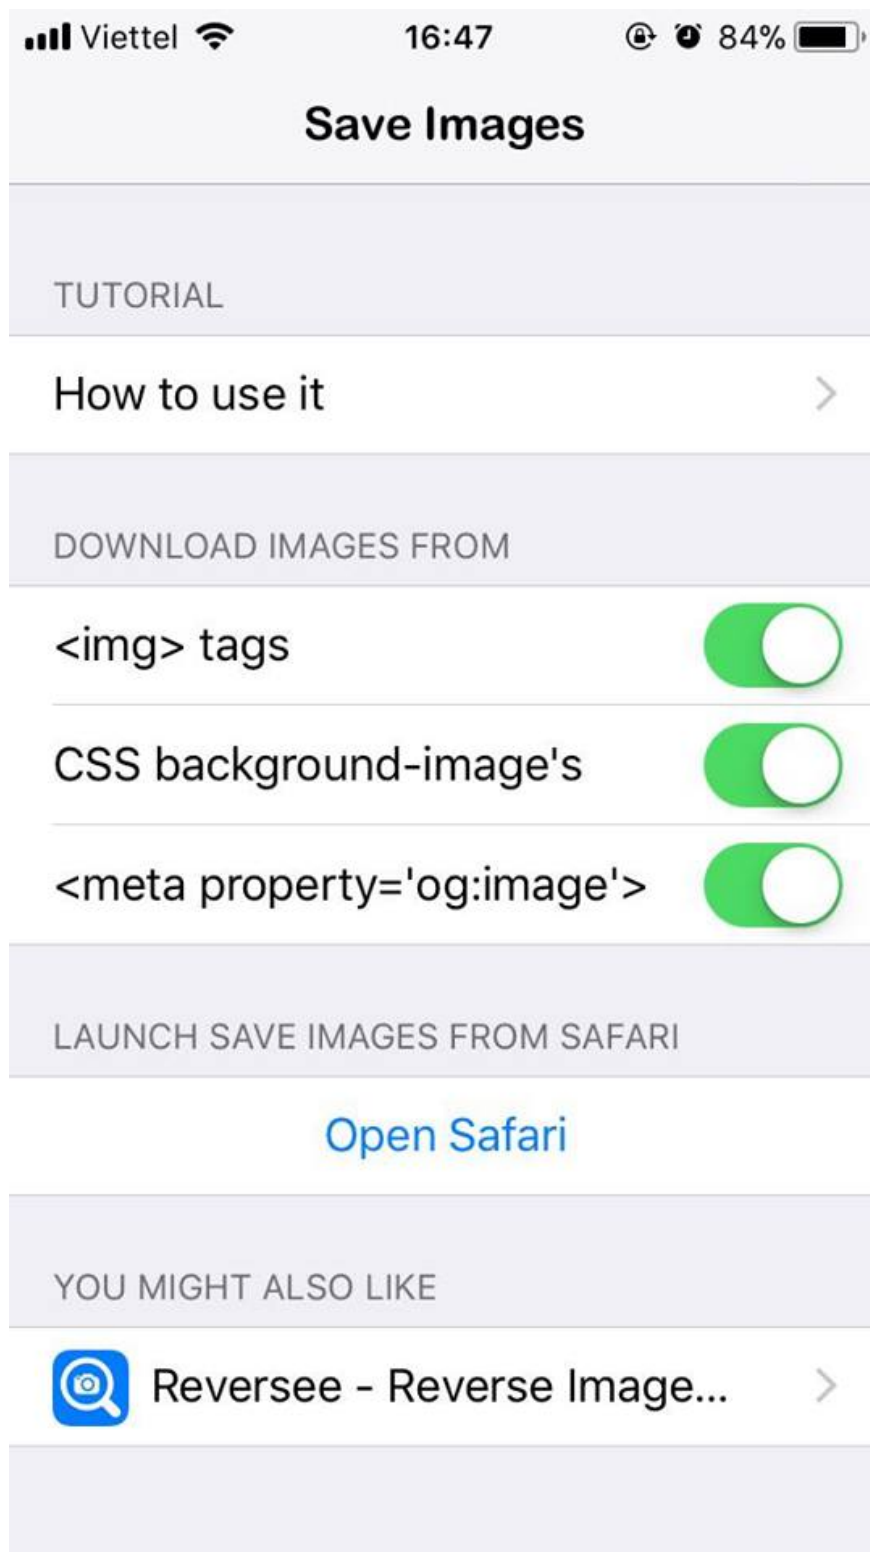 Viettel 16:47 84%
Save Images
TUTORIAL
How to use it
DOWNLOAD IMAGES FROM
<img> tags
CSS background-image's
<meta property='og:image'>
LAUNCH SAVE IMAGES FROM SAFARI
Open Safari
YOU MIGHT ALSO LIKE
Reversee - Reverse Image...